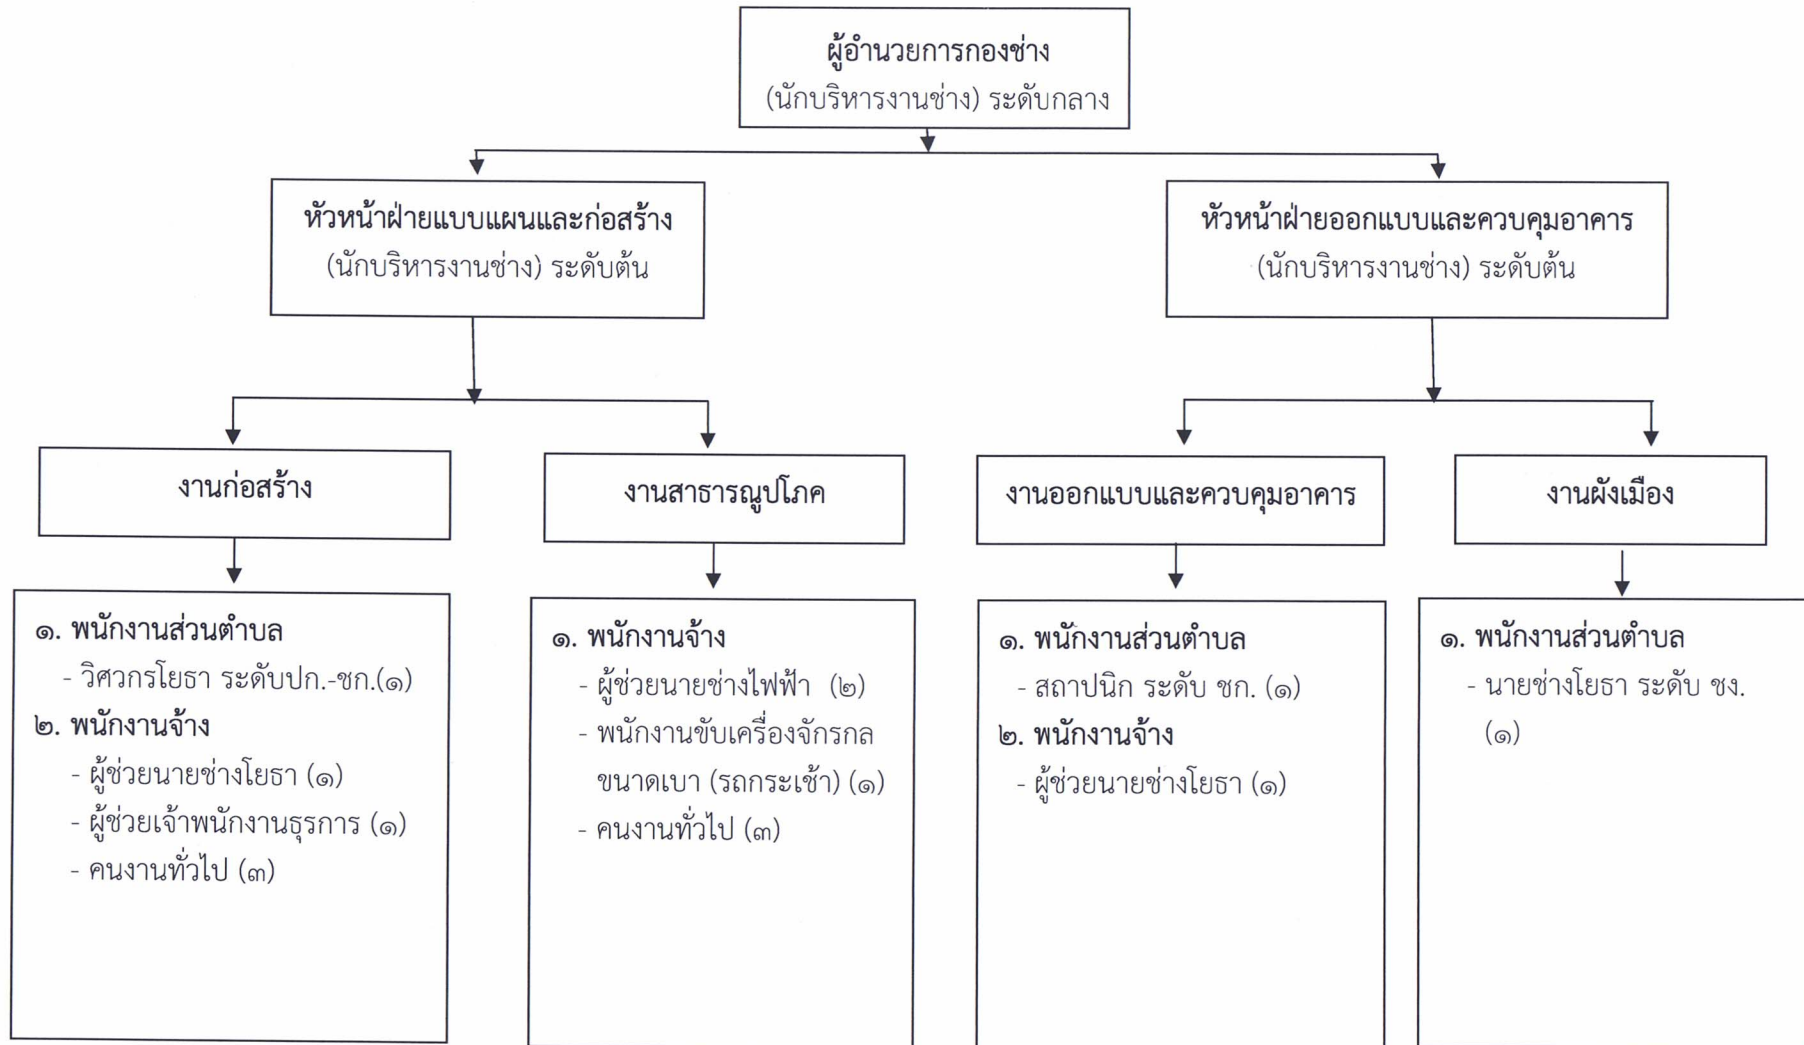 ผู้อำนวยการกองช่าง
(นักบริหารงานช่าง) ระดับกลาง
หัวหน้าฝ่ายแบบแผนและก่อสร้าง
(นักบริหารงานช่าง) ระดับต้น
หัวหน้าฝ่ายออกแบบและควบคุมอาคาร
(นักบริหารงานช่าง) ระดับต้น
งานก่อสร้าง
งานสาธารณูปโภค
งานออกแบบและควบคุมอาคาร
งานผังเมือง
๑. พนักงานส่วนตำบล
- วิศวกรโยธา ระดับปก.-ชก.(๑)
๒. พนักงานจ้าง
- ผู้ช่วยนายช่างโยธา (๑)
- ผู้ช่วยเจ้าพนักงานธุรการ (๑)
- คนงานทั่วไป (๓)
๑. พนักงานจ้าง
- ผู้ช่วยนายช่างไฟฟ้า (๒)
- พนักงานขับเครื่องจักรกล
ขนาดเบา (รถกระเช้า) (๑)
- คนงานทั่วไป (๓)
๑. พนักงานส่วนตำบล
- สถาปนิก ระดับ ชก. (๑)
๒. พนักงานจ้าง
- ผู้ช่วยนายช่างโยธา (๑)
๑. พนักงานส่วนตำบล
- นายช่างโยธา ระดับ ชง.
(๑)